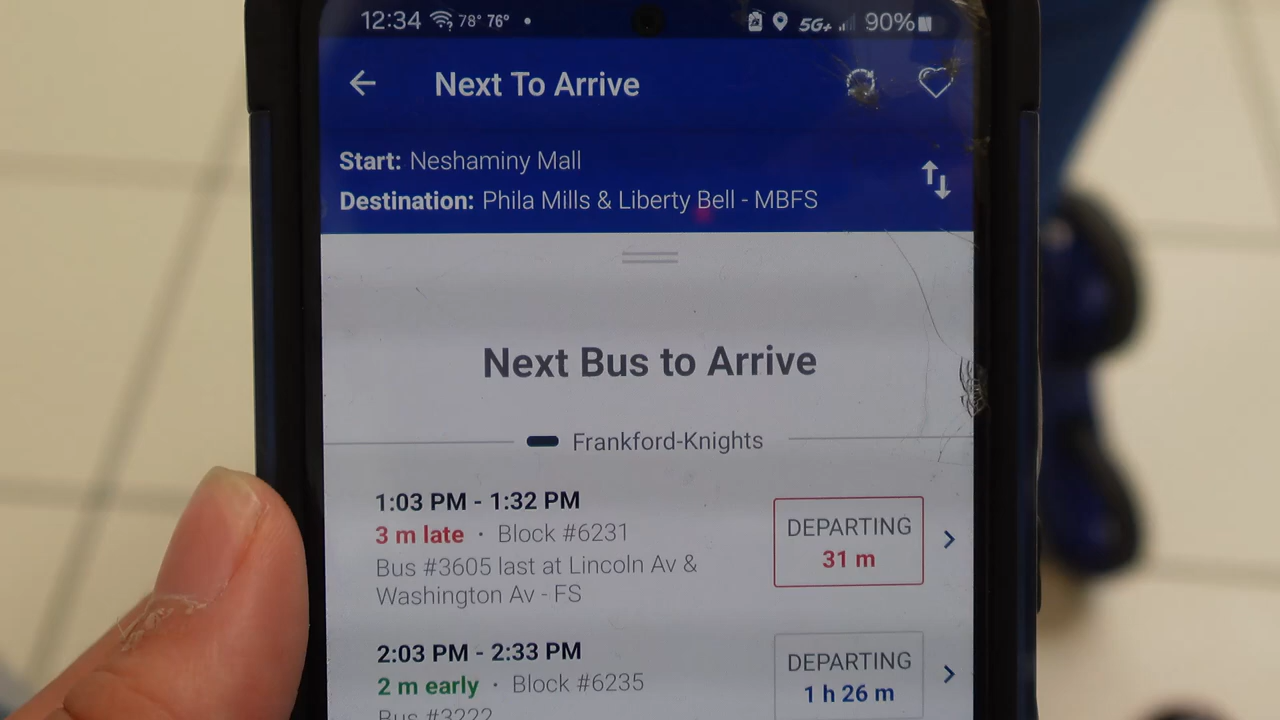 12:34 78° 76° • 5G+ 90%
Next To Arrive
Start: Neshaminy Mall
Destination: Phila Mills & Liberty Bell - MBFS
Next Bus to Arrive
Frankford-Knights
1:03 PM - 1:32 PM
3 m late · Block #6231
Bus #3605 last at Lincoln Av &
Washington Av - FS
DEPARTING
31 m
2:03 PM - 2:33 PM
2 m early · Block #6235
Bus #3222
DEPARTING
1 h 26 m